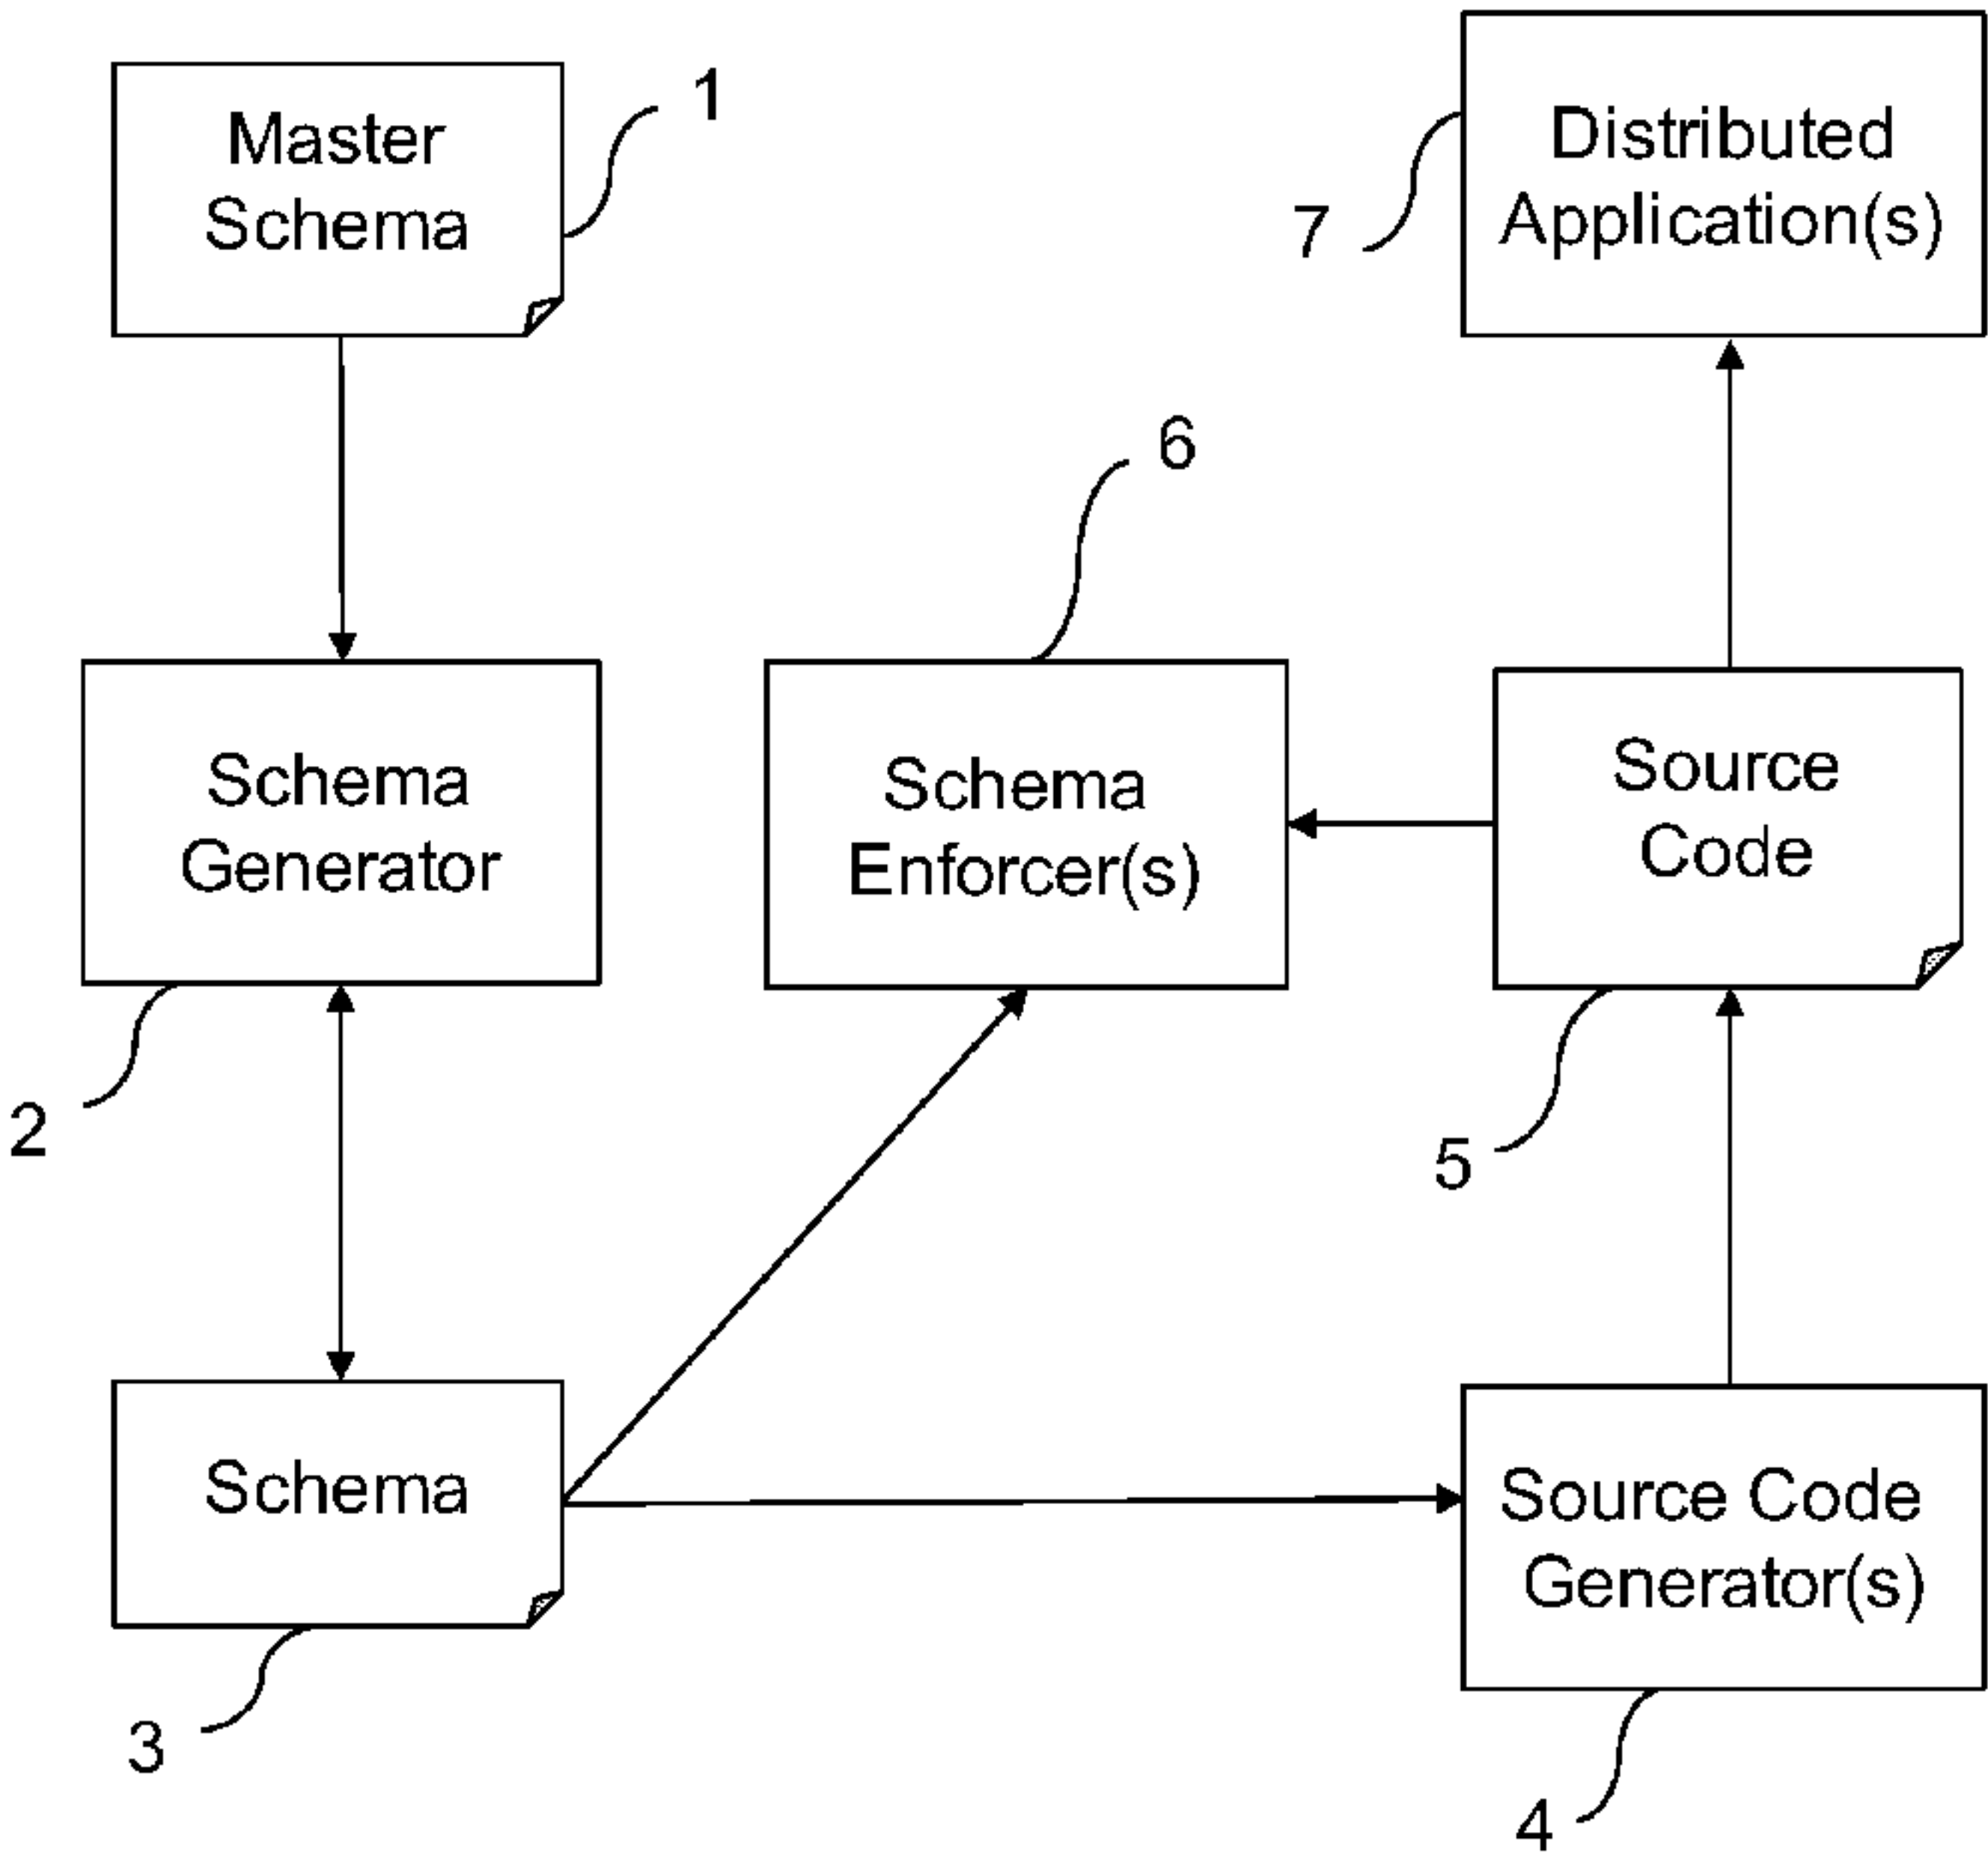 Master
Schema
1
Distributed
Application(s)
7
6
Schema
Generator
2
Schema
Enforcer(s)
Source
Code
5
Schema
3
Source Code
Generator(s)
4